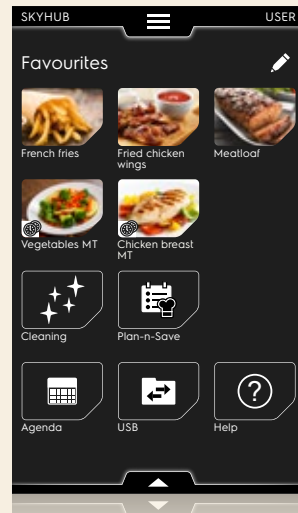 SKYHUB
USER
Favourites
French fries
Fried chicken
wings
Meatloaf
Vegetables MT
Chicken breast
MT
Cleaning
Plan-n-Save
Agenda
USB
Help